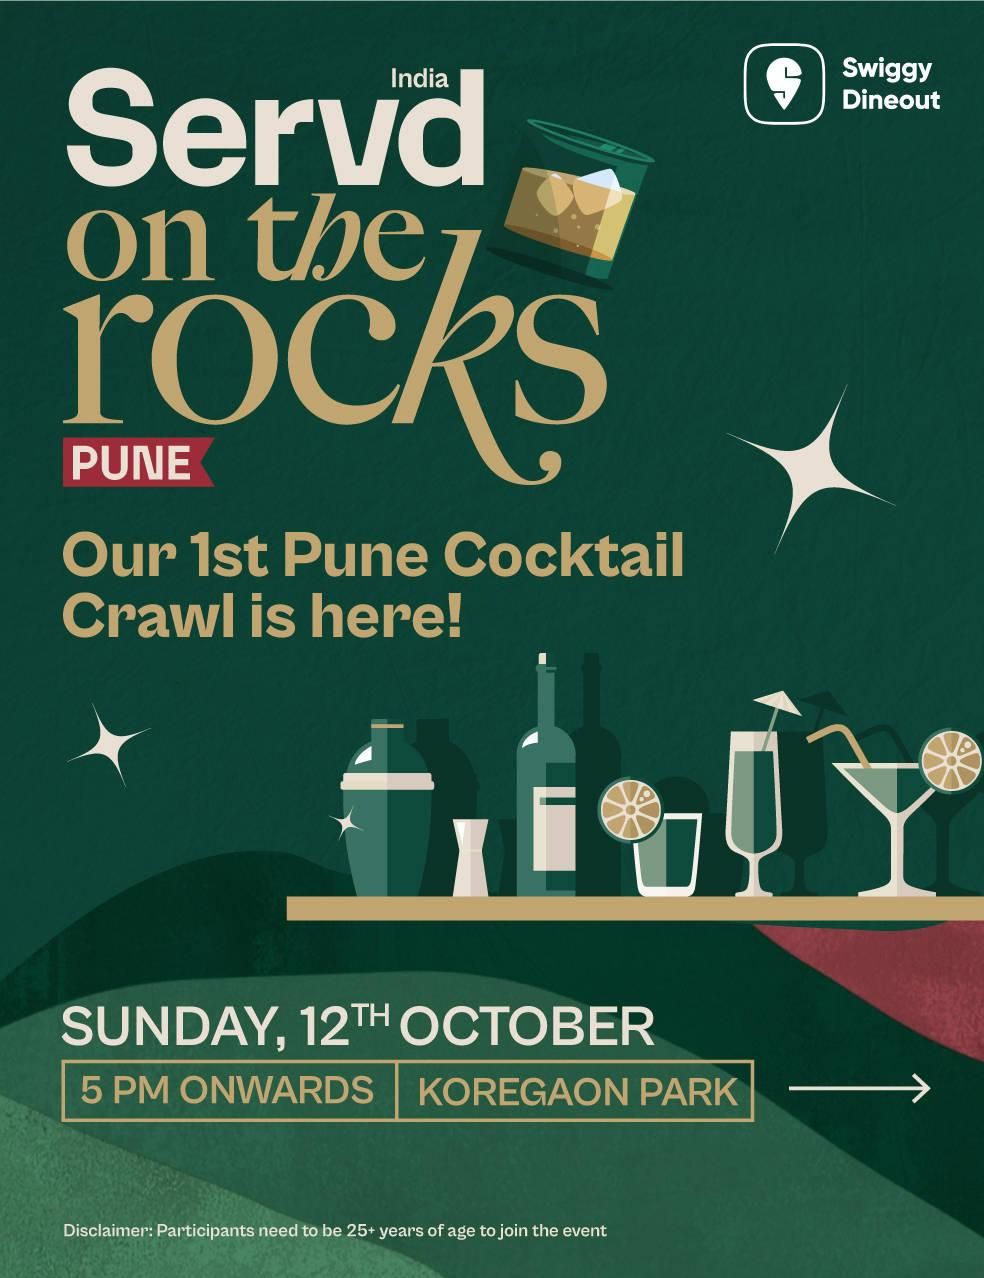 India
Servd
on the
rocks
PUNE
Swiggy
Dineout
Our 1st Pune Cocktail
Crawl is here!
SUNDAY, 12TH OCTOBER
5 PM ONWARDS KOREGAON PARK
Disclaimer: Participants need to be 25+ years of age to join the event